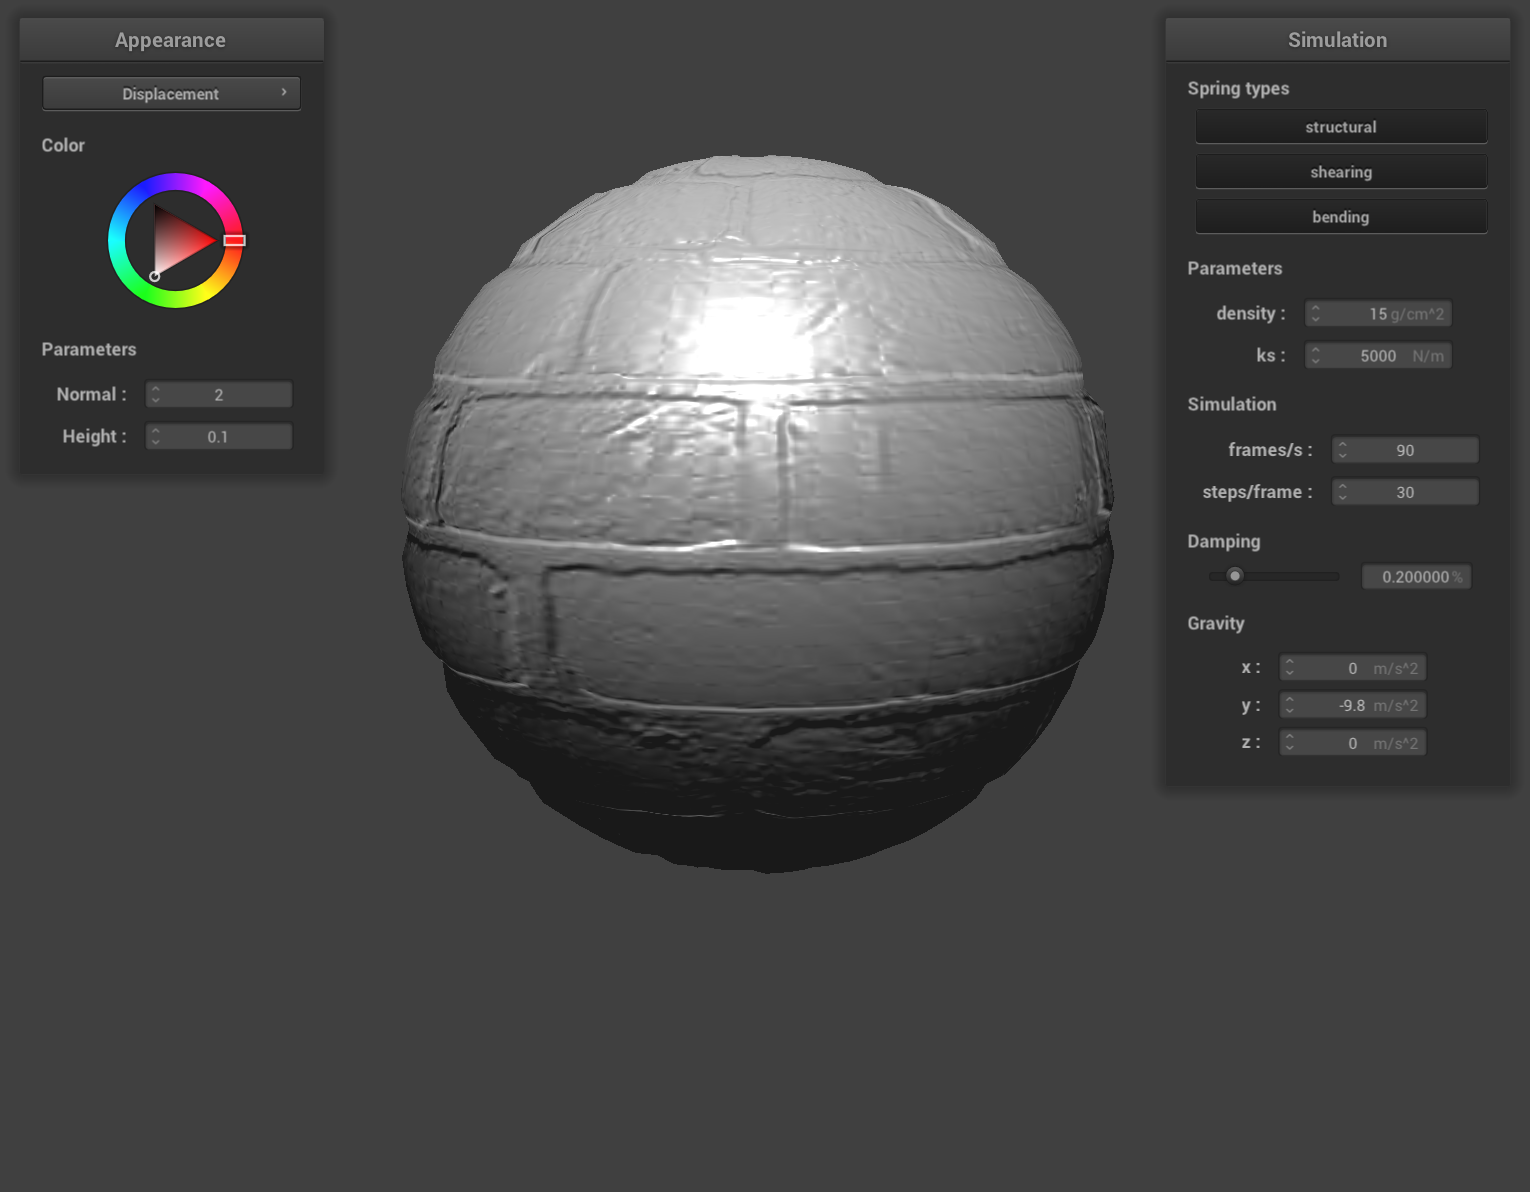 Appearance
Displacement
Color
Parameters
Normal : 2
Height : 0.1
Simulation
Spring types
structural
shearing
bending
Parameters
density : 15 g/cm^2
ks : 5000 N/m
Simulation
frames/s : 90
steps/frame : 30
Damping
0.200000 %
Gravity
x : 0 m/s^2
y : -9.8 m/s^2
z : 0 m/s^2